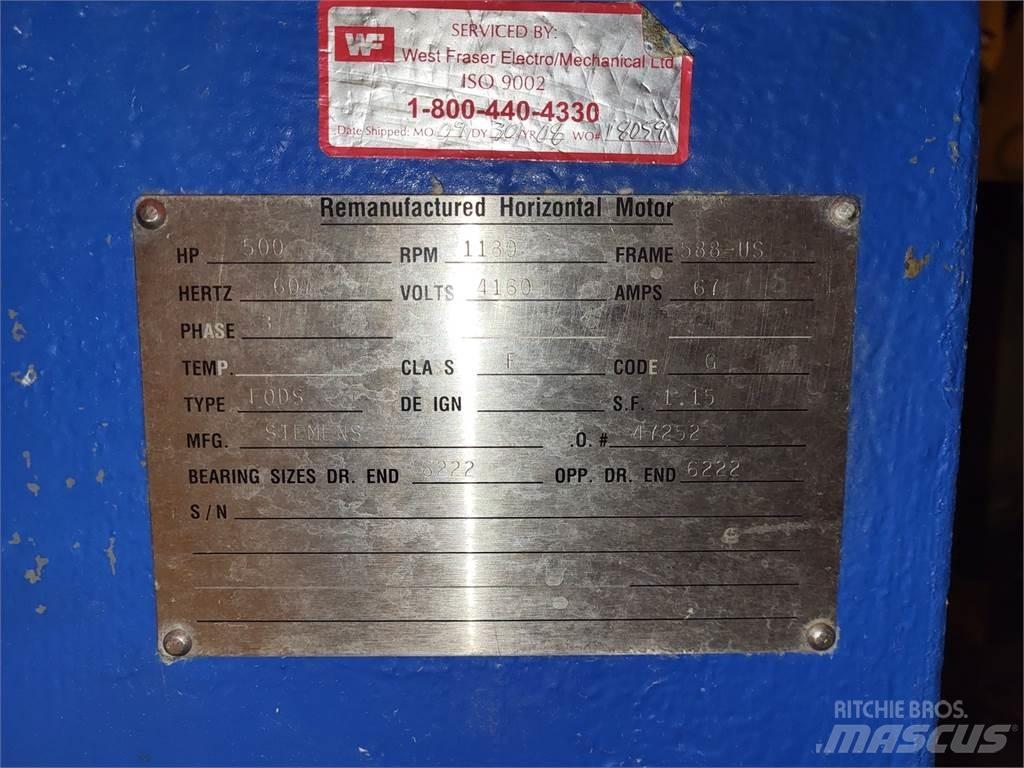 WF
SERVICED BY:
West Fraser Electro/Mechanical Ltd.
ISO 9002
1-800-440-4330
Date Shipped: MO 09 DY 30 YR 08 WO# 18059
Remanufactured Horizontal Motor
HP 500 RPM FRAME 588-US
HERTZ 60 VOLTS 4160 AMPS 67
PHASE 3
TEMP. CLA S F CODE G
TYPE DE IGN S.F. 1.15
MFG. SIEMENS .O.# 47252
BEARING SIZES DR. END 6222 OPP. DR. END 6222
S/N
RITCHIE BROS.
MASCUS